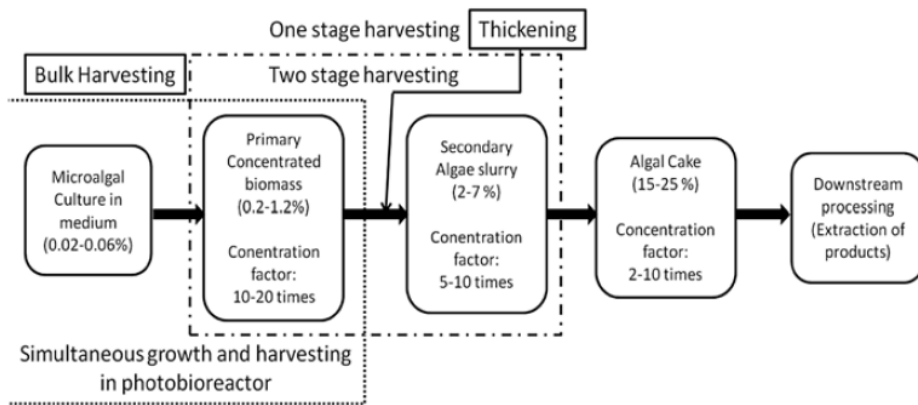 One stage harvesting
Thickening
Bulk Harvesting
Two stage harvesting
Microalgal
Culture in
medium
(0.02-0.06%)
Primary
Concentrated
biomass
(0.2-1.2%)
Conentration
factor:
10-20 times
Secondary
Algae slurry
(2-7 %)
Conentration
factor:
5-10 times
Algal Cake
(15-25 %)
Concentration
factor:
2-10 times
Downstream
processing
(Extraction of
products)
Simultaneous growth and harvesting
in photobioreactor